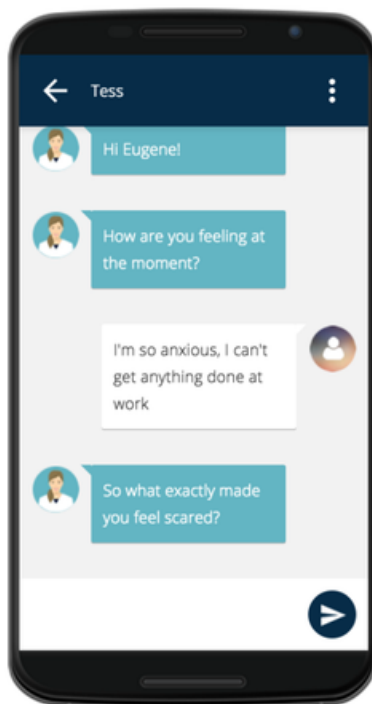 Tess
Hi Eugene!
How are you feeling at
the moment?
I'm so anxious, I can't
get anything done at
work
So what exactly made
you feel scared?